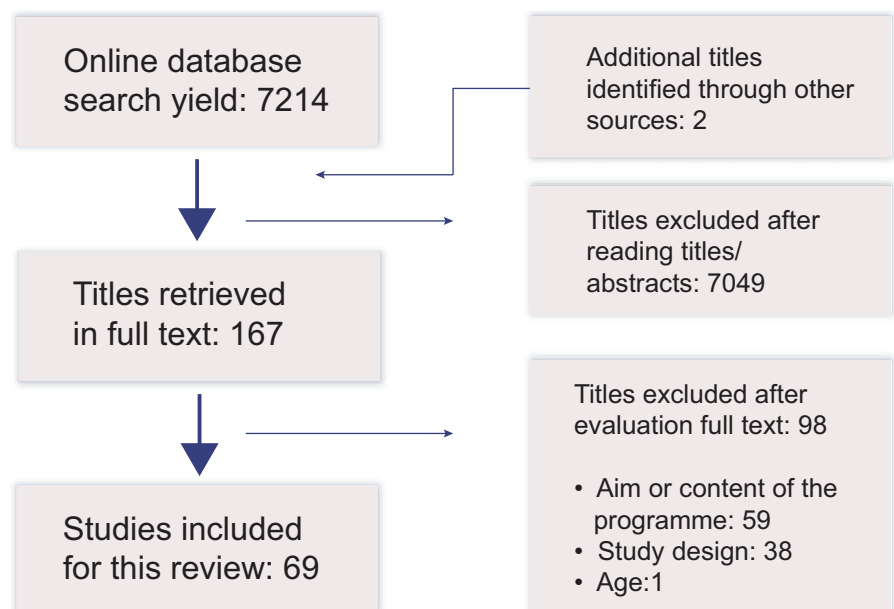 Online database
search yield: 7214
Additional titles
identified through other
sources: 2
Titles excluded after
reading titles/
abstracts: 7049
Titles retrieved
in full text: 167
Titles excluded after
evaluation full text: 98
• Aim or content of the
programme: 59
• Study design: 38
• Age:1
Studies included
for this review: 69